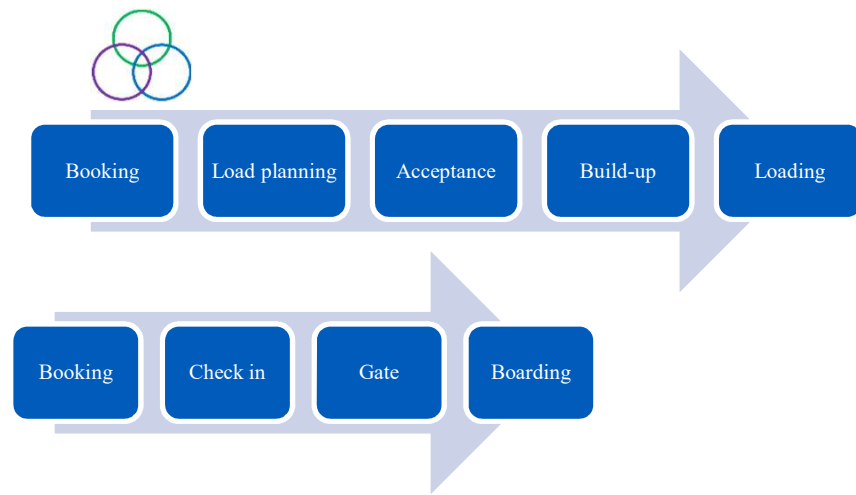 Booking
Load planning
Acceptance
Build-up
Loading
Booking
Check in
Gate
Boarding